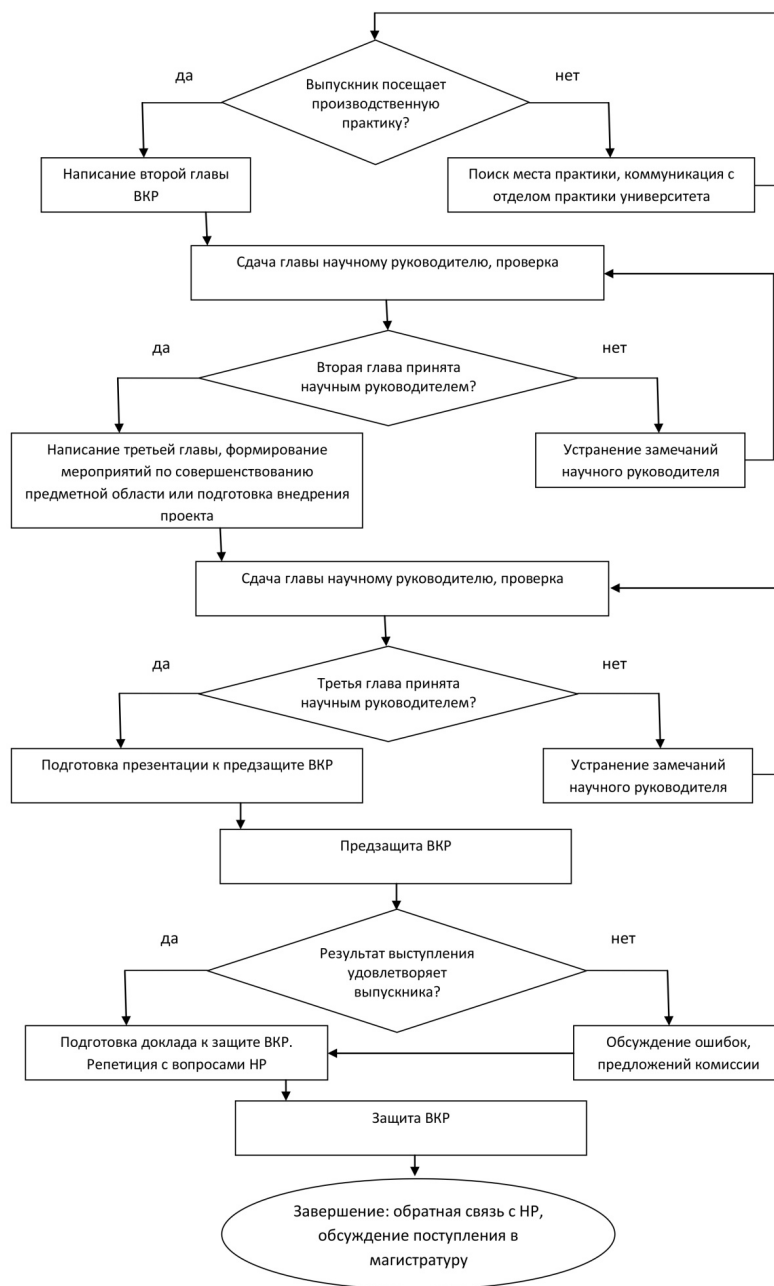 да
нет
Выпускник посещает
производственную
практику?
Написание второй главы
ВКР
Поиск места практики, коммуникация с
отделом практики университета
Сдача главы научному руководителю, проверка
да
нет
Вторая глава принята
научным руководителем?
Написание третьей главы, формирование
мероприятий по совершенствованию
предметной области или подготовка внедрения
проекта
Устранение замечаний
научного руководителя
Сдача главы научному руководителю, проверка
да
нет
Третья глава принята
научным руководителем?
Подготовка презентации к предзащите ВКР
Устранение замечаний
научного руководителя
Предзащита ВКР
да
нет
Результат выступления
удовлетворяет
выпускника?
Подготовка доклада к защите ВКР.
Репетиция с вопросами НР
Обсуждение ошибок,
предложений комиссии
Защита ВКР
Завершение: обратная связь с НР,
обсуждение поступления в
магистратуру